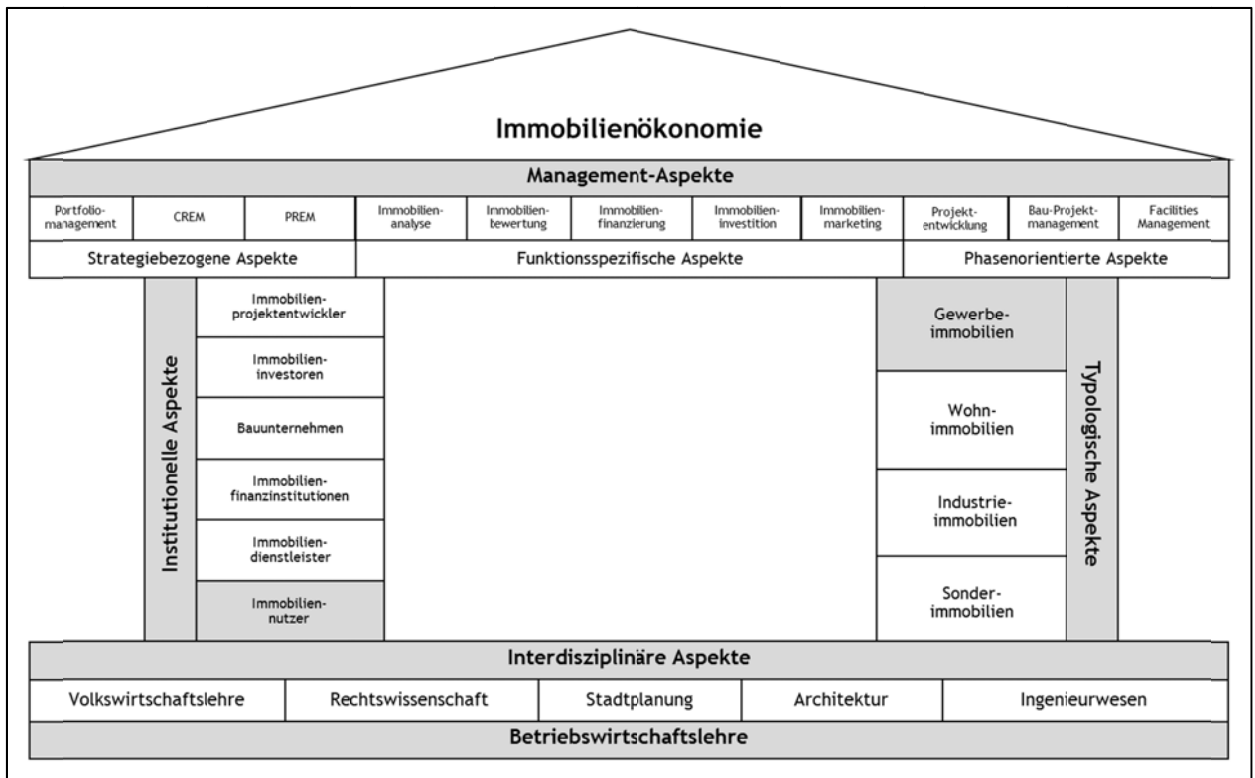 Immobilienökonomie
Management-Aspekte
Portfolio-
management
CREM
PREM
Immobilien-
analyse
Immobilien-
bewertung
Immobilien-
finanzierung
Immobilien-
investition
Immobilien-
marketing
Projekt-
entwicklung
Bau-Projekt-
management
Facilities
Management
Strategiebezogene Aspekte
Funktionsspezifische Aspekte
Phasenorientierte Aspekte
Institutionelle Aspekte
Immobilien-
projektentwickler
Immobilien-
investoren
Bauunternehmen
Immobilien-
finanzinstitutionen
Immobilien-
dienstleister
Immobilien-
nutzer
Gewerbe-
immobilien
Wohn-
immobilien
Industrie-
immobilien
Sonder-
immobilien
Typologische Aspekte
Interdisziplinäre Aspekte
Volkswirtschaftslehre
Rechtswissenschaft
Stadtplanung
Architektur
Ingenieurwesen
Betriebswirtschaftslehre